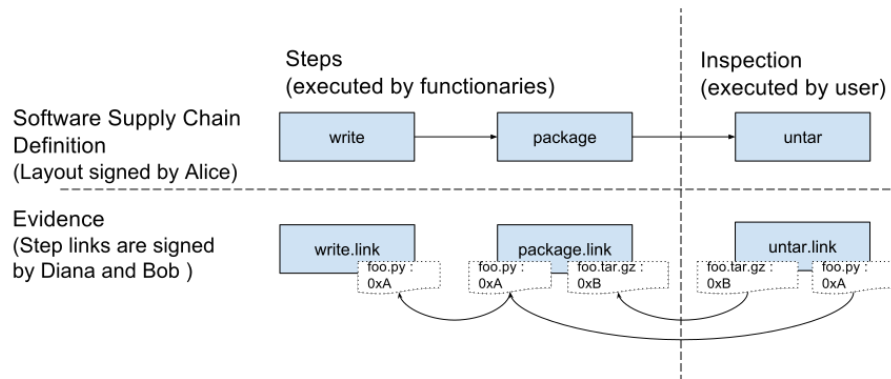 Steps
(executed by functionaries)
Inspection
(executed by user)
Software Supply Chain
Definition
(Layout signed by Alice)
write
package
untar
Evidence
(Step links are signed
by Diana and Bob )
write.link
package.link
untar.link
foo.py :
0xA
foo.py :
0xA
foo.tar.gz :
0xB
foo.tar.gz :
0xB
foo.py :
0xA